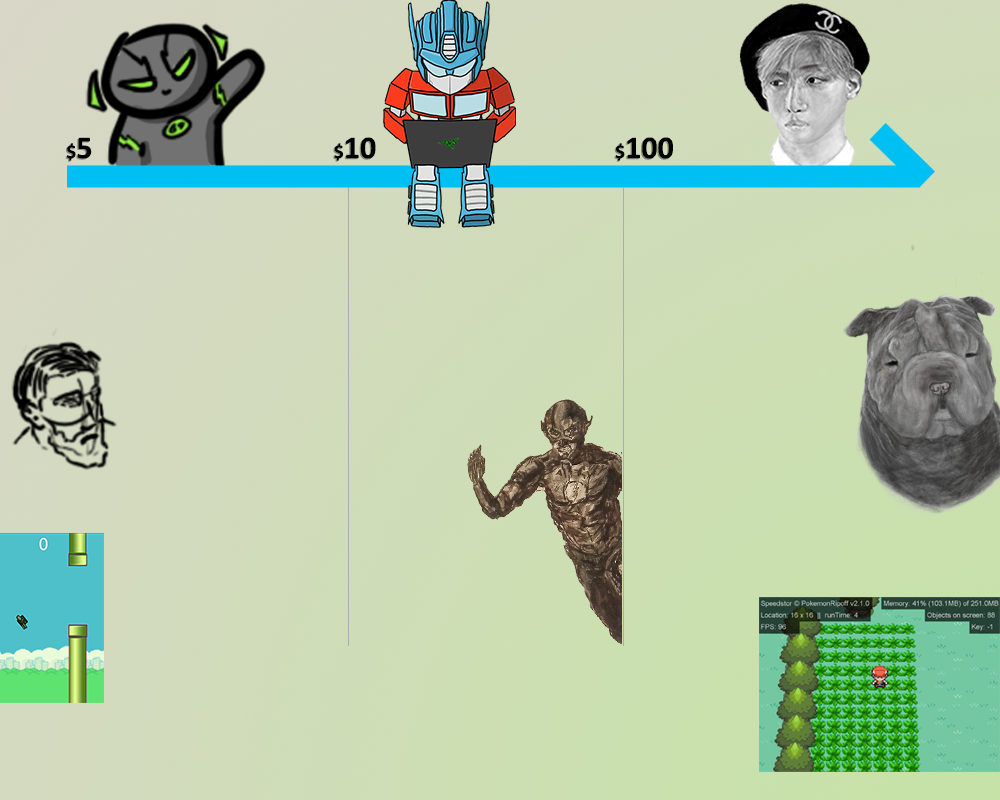 $5
$10
$100
0
Speedstor © PokemonRipoff v2.1.0
Memory: 41% (103.1MB) of 251.0MB
Location: 16 x 16 || runTime: 4
Objects on screen: 88
FPS: 96
Key: -1